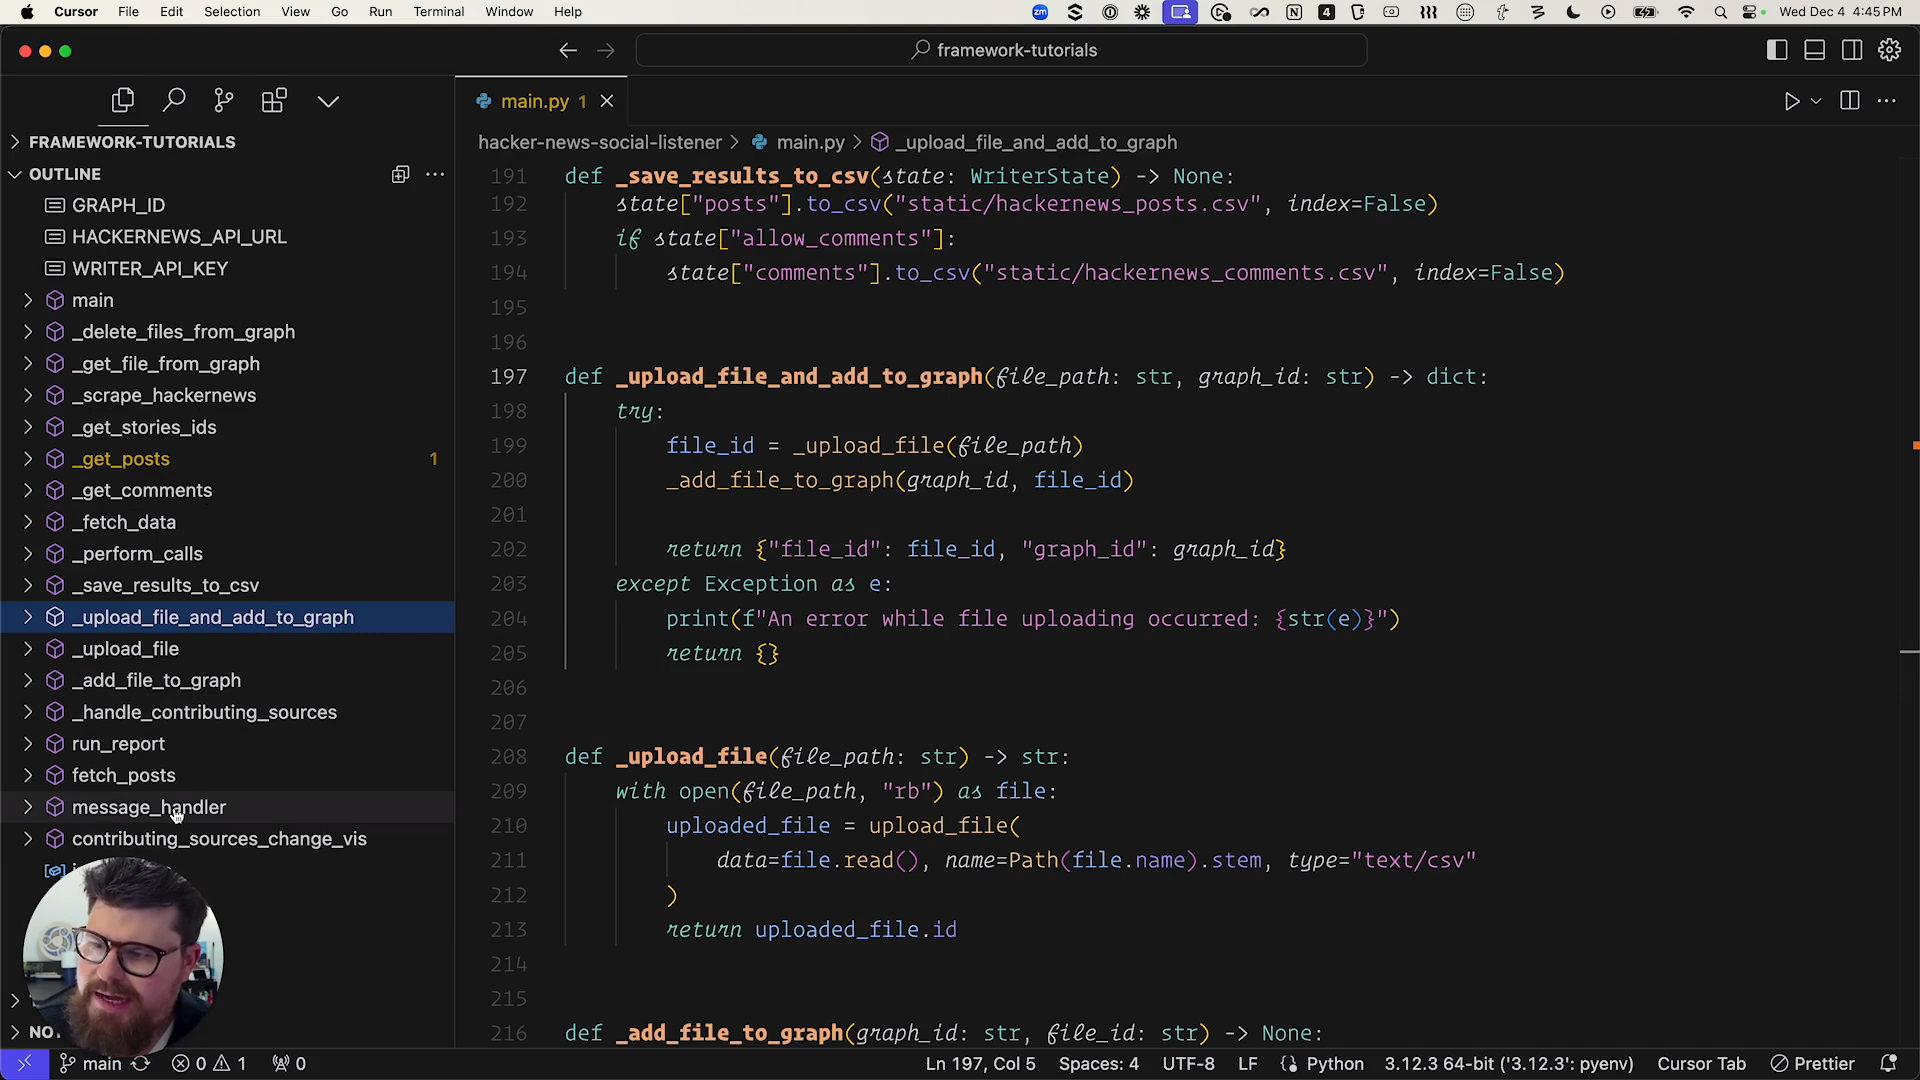 Cursor File Edit Selection View Go Run Terminal Window Help 4 Wed Dec 4 4:45 PM
framework-tutorials
main.py 1
FRAMEWORK-TUTORIALS
hacker-news-social-listener > main.py > _upload_file_and_add_to_graph
OUTLINE
GRAPH_ID
HACKERNEWS_API_URL
WRITER_API_KEY
main
_delete_files_from_graph
_get_file_from_graph
_scrape_hackernews
_get_stories_ids
_get_posts 1
_get_comments
_fetch_data
_perform_calls
_save_results_to_csv
_upload_file_and_add_to_graph
_upload_file
_add_file_to_graph
_handle_contributing_sources
run_report
fetch_posts
message_handler
contributing_sources_change_vis
NO
191 def _save_results_to_csv(state: WriterState) -> None:
192 state["posts"].to_csv("static/hackernews_posts.csv", index=False)
193 if state["allow_comments"]:
194 state["comments"].to_csv("static/hackernews_comments.csv", index=False)
195
196
197 def _upload_file_and_add_to_graph(file_path: str, graph_id: str) -> dict:
198 try:
199 file_id = _upload_file(file_path)
200 _add_file_to_graph(graph_id, file_id)
201
202 return {"file_id": file_id, "graph_id": graph_id}
203 except Exception as e:
204 print(f"An error while file uploading occurred: {str(e)}")
205 return {}
206
207
208 def _upload_file(file_path: str) -> str:
209 with open(file_path, "rb") as file:
210 uploaded_file = upload_file(
211 data=file.read(), name=Path(file.name).stem, type="text/csv"
212 )
213 return uploaded_file.id
214
215
216 def _add_file_to_graph(graph_id: str, file_id: str) -> None:
main 0 1 0 Ln 197, Col 5 Spaces: 4 UTF-8 LF Python 3.12.3 64-bit ('3.12.3': pyenv) Cursor Tab Prettier